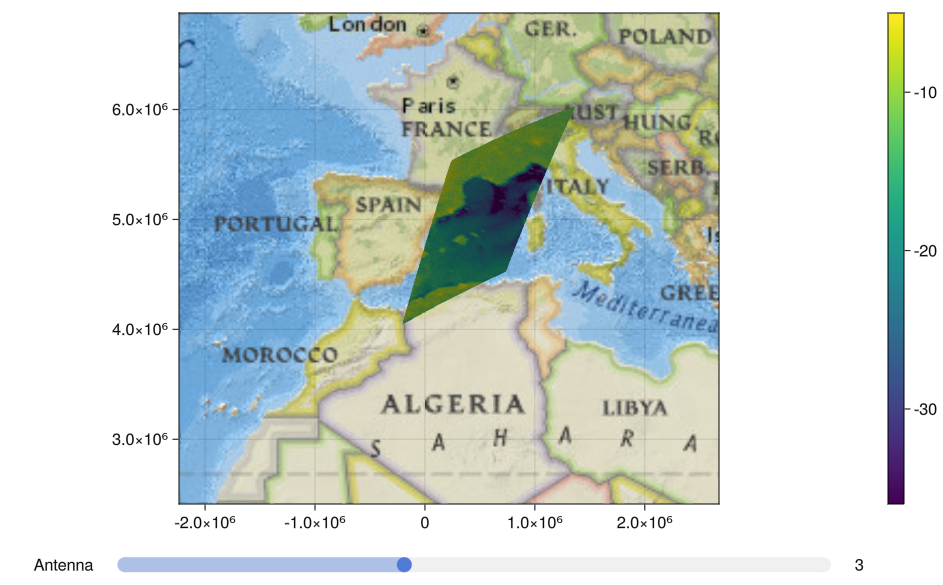 London
GER.
POLAND
C
Paris
FRANCE
AUST
HUNG
R
SERB.
ITALY
SPAIN
PORTUGAL
Is
GREE
Mediterranea
MOROCCO
ALGERIA
LIBYA
S A H A R A
6.0×10⁶
5.0×10⁶
4.0×10⁶
3.0×10⁶
-2.0×10⁶ -1.0×10⁶ 0 1.0×10⁶ 2.0×10⁶
-10
-20
-30
Antenna 3